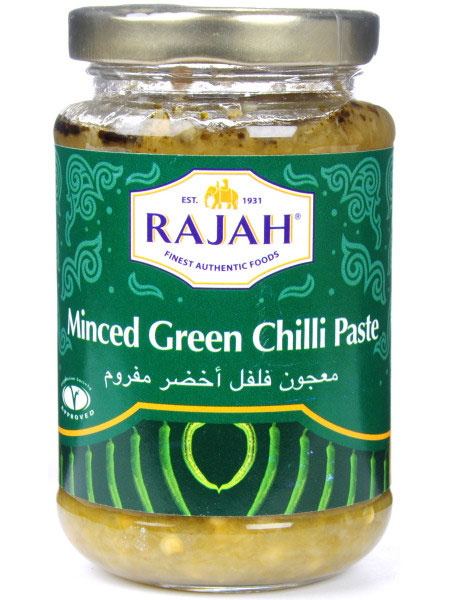 EST. 1931
RAJAH®
FINEST AUTHENTIC FOODS
Minced Green Chilli Paste
معجون فلفل أخضر مفروم
V
APPROVED